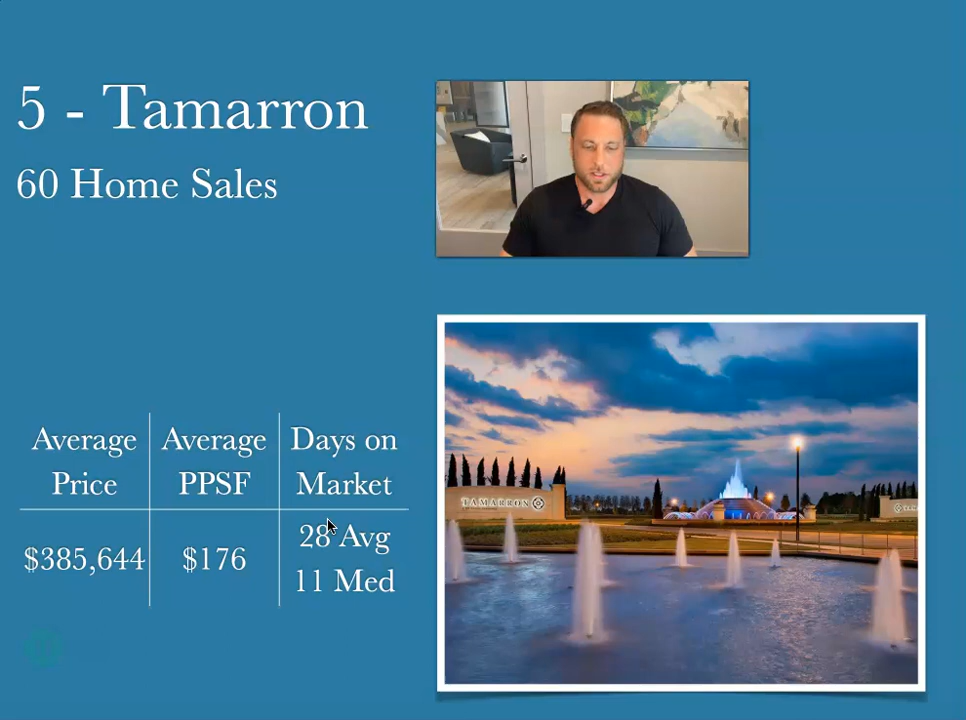 5 - Tamarron
60 Home Sales
Average Price
Average PPSF
Days on Market
$385,644
$176
28 Avg
11 Med
TAMARRON